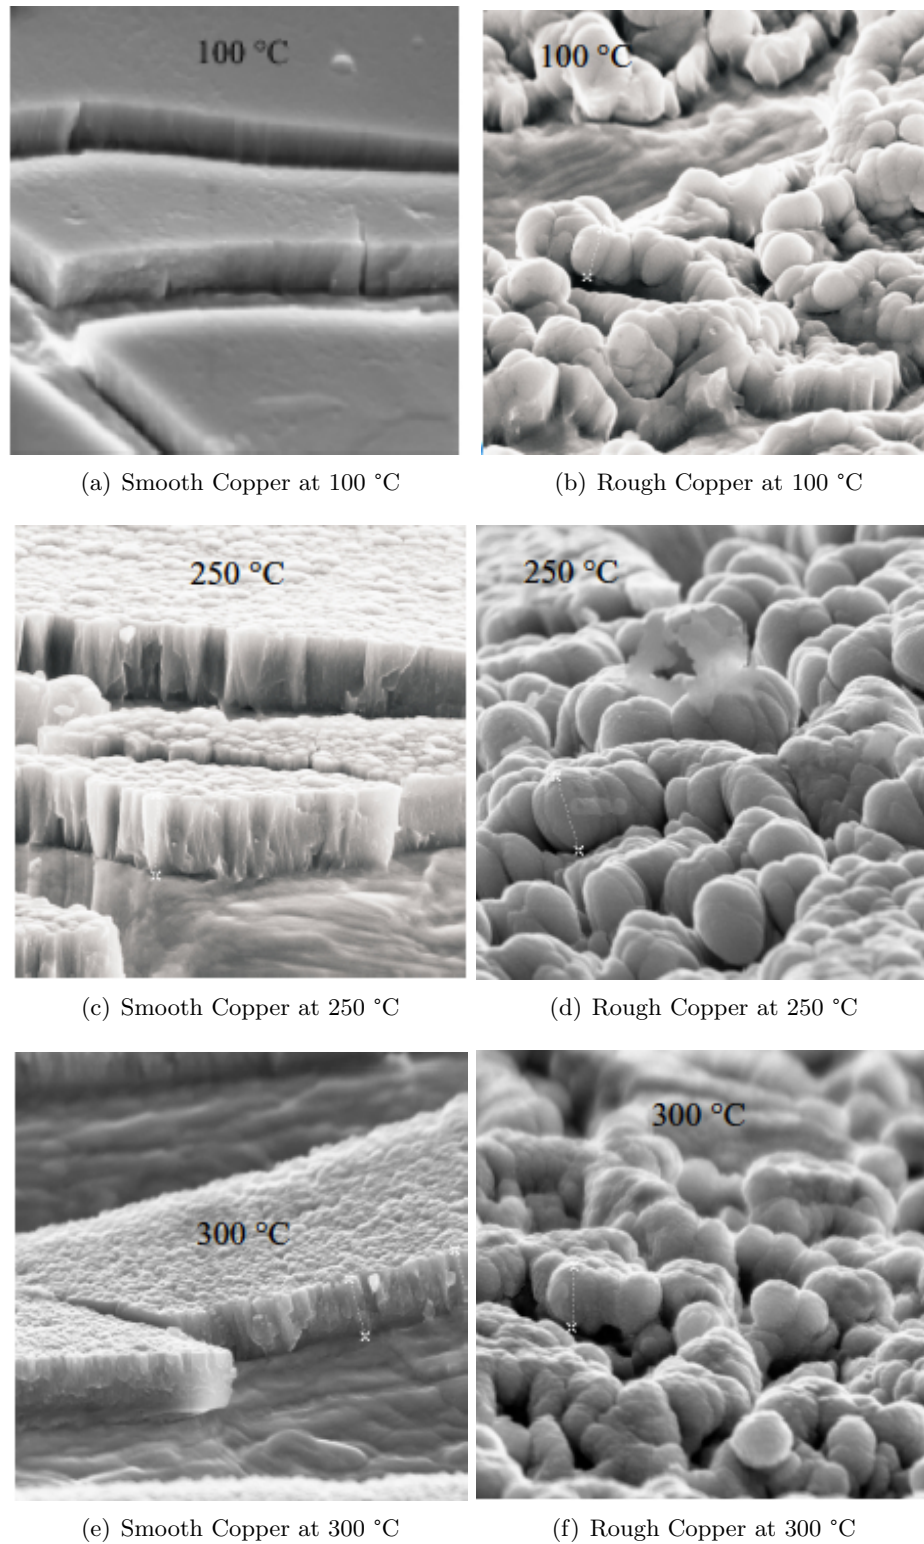 100 °C
100 °C
(a) Smooth Copper at 100 °C
(b) Rough Copper at 100 °C
250 °C
250 °C
(c) Smooth Copper at 250 °C
(d) Rough Copper at 250 °C
300 °C
300 °C
(e) Smooth Copper at 300 °C
(f) Rough Copper at 300 °C